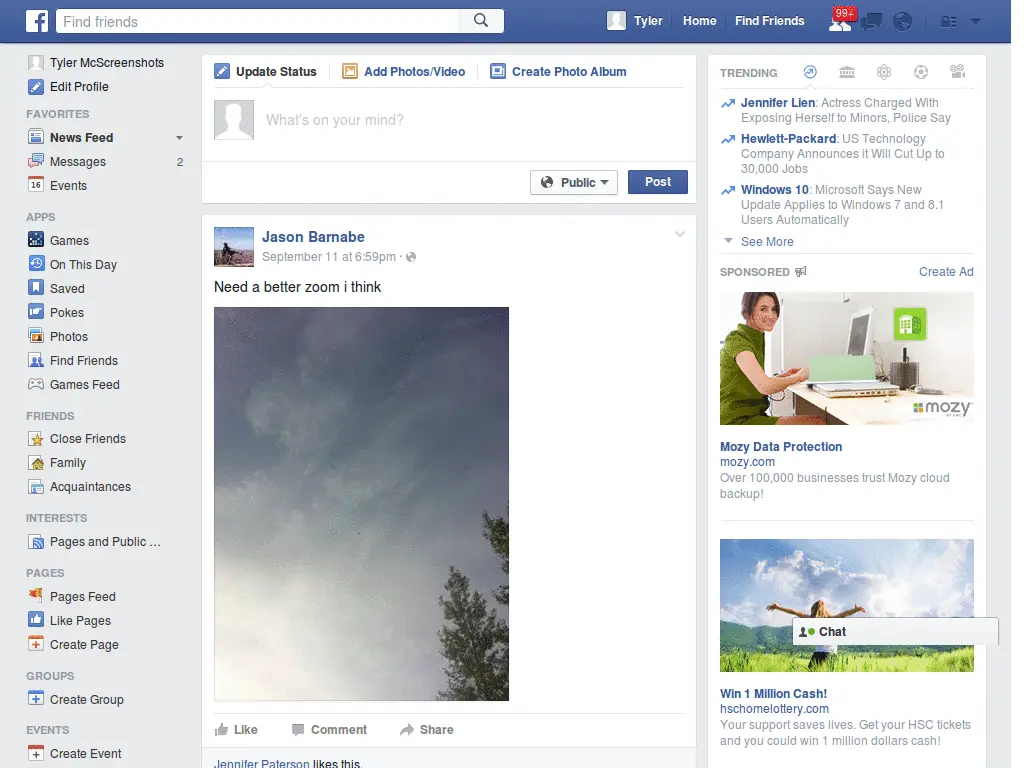 Find friends
Tyler
Home
Find Friends
99+
Tyler McScreenshots
Edit Profile
FAVORITES
News Feed
Messages 2
16 Events
APPS
Games
On This Day
Saved
Pokes
Photos
Find Friends
Games Feed
FRIENDS
Close Friends
Family
Acquaintances
INTERESTS
Pages and Public ...
PAGES
Pages Feed
Like Pages
Create Page
GROUPS
Create Group
EVENTS
Create Event
Update Status
Add Photos/Video
Create Photo Album
What's on your mind?
Public
Post
Jason Barnabe
September 11 at 6:59pm ·
Need a better zoom i think
Like
Comment
Share
Jennifer Paterson likes this.
TRENDING
Jennifer Lien: Actress Charged With
Exposing Herself to Minors, Police Say
Hewlett-Packard: US Technology
Company Announces it Will Cut Up to
30,000 Jobs
Windows 10: Microsoft Says New
Update Applies to Windows 7 and 8.1
Users Automatically
See More
SPONSORED
Create Ad
mozy
Mozy Data Protection
mozy.com
Over 100,000 businesses trust Mozy cloud
backup!
Chat
Win 1 Million Cash!
hschomelottery.com
Your support saves lives. Get your HSC tickets
and you could win 1 million dollars cash!